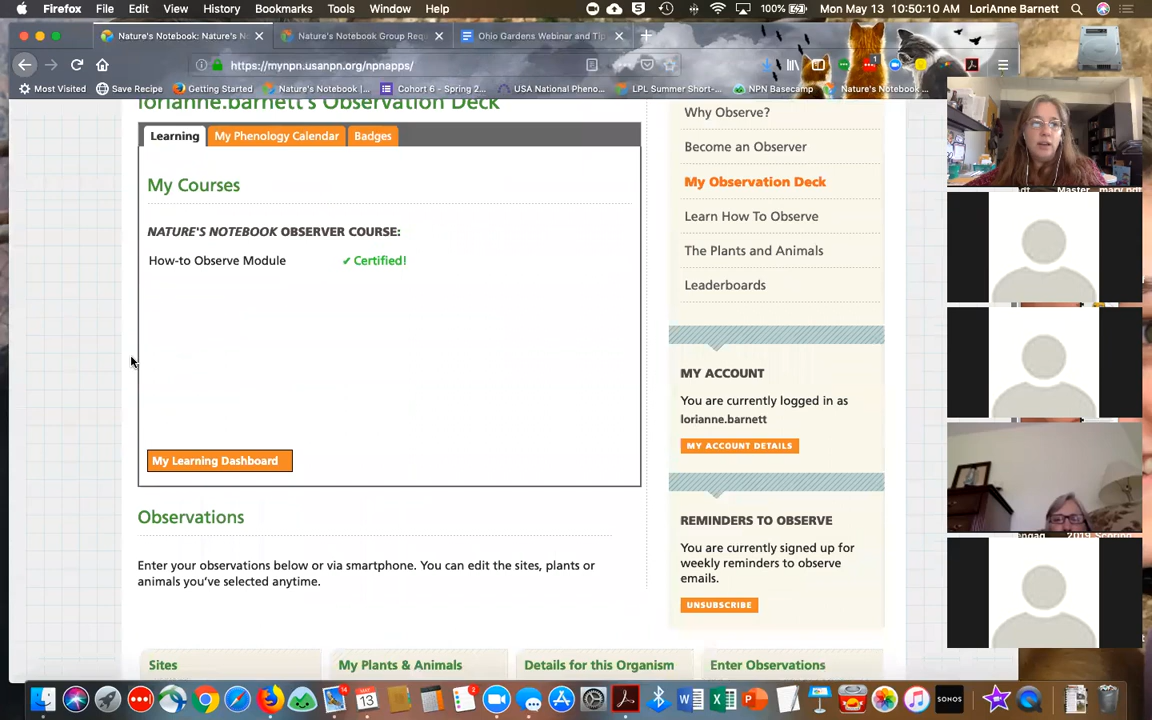 Firefox File Edit View History Bookmarks Tools Window Help 100% Mon May 13 10:50:10 AM LoriAnne Barnett
Nature's Notebook: Nature's No Nature's Notebook Group Requ Ohio Gardens Webinar and Tip
https://mynpn.usanpn.org/npnapps/
Most Visited Save Recipe Getting Started Nature's Notebook |... Cohort 6 - Spring 2... USA National Pheno... LPL Summer Short-... NPN Basecamp Nature's Notebook ...
lorianne.barnett's Observation Deck
Learning My Phenology Calendar Badges
My Courses
NATURE'S NOTEBOOK OBSERVER COURSE:
How-to Observe Module ✔ Certified!
My Learning Dashboard
Observations
Enter your observations below or via smartphone. You can edit the sites, plants or
animals you've selected anytime.
Sites My Plants & Animals Details for this Organism Enter Observations
Why Observe?
Become an Observer
My Observation Deck
Learn How To Observe
The Plants and Animals
Leaderboards
MY ACCOUNT
You are currently logged in as
lorianne.barnett
MY ACCOUNT DETAILS
REMINDERS TO OBSERVE
You are currently signed up for
weekly reminders to observe
emails.
UNSUBSCRIBE
Master
2019
MAY
13
SONOS